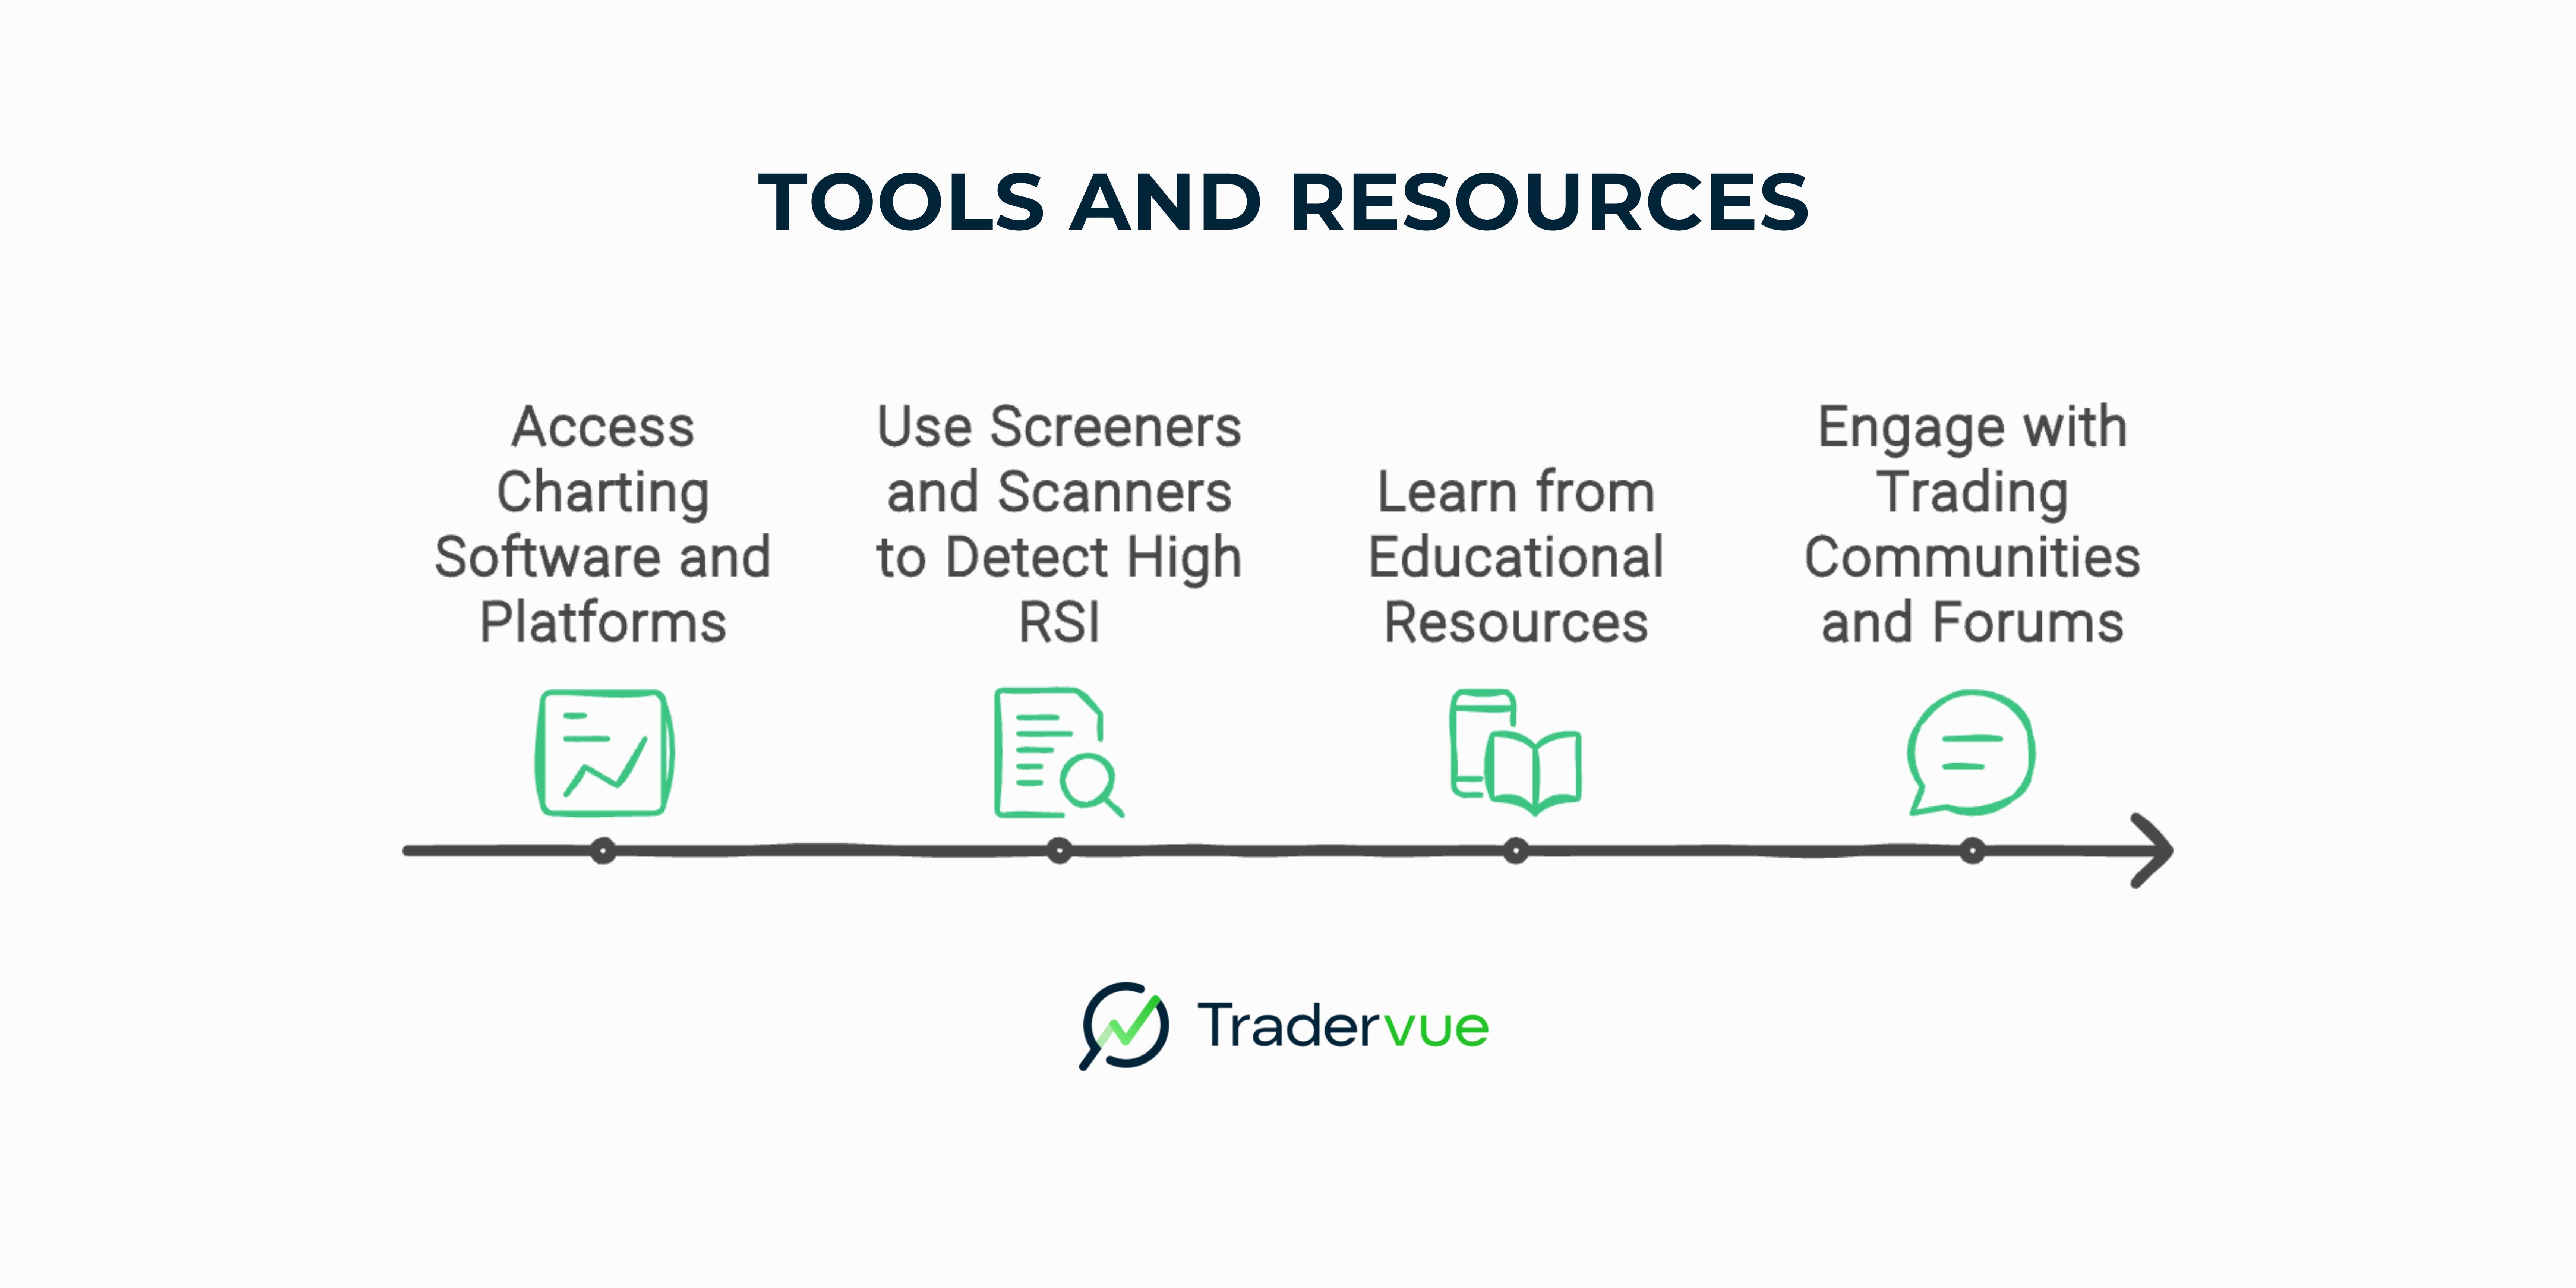 TOOLS AND RESOURCES
Access
Charting
Software and
Platforms
Use Screeners
and Scanners
to Detect High
RSI
Learn from
Educational
Resources
Engage with
Trading
Communities
and Forums
Tradervue